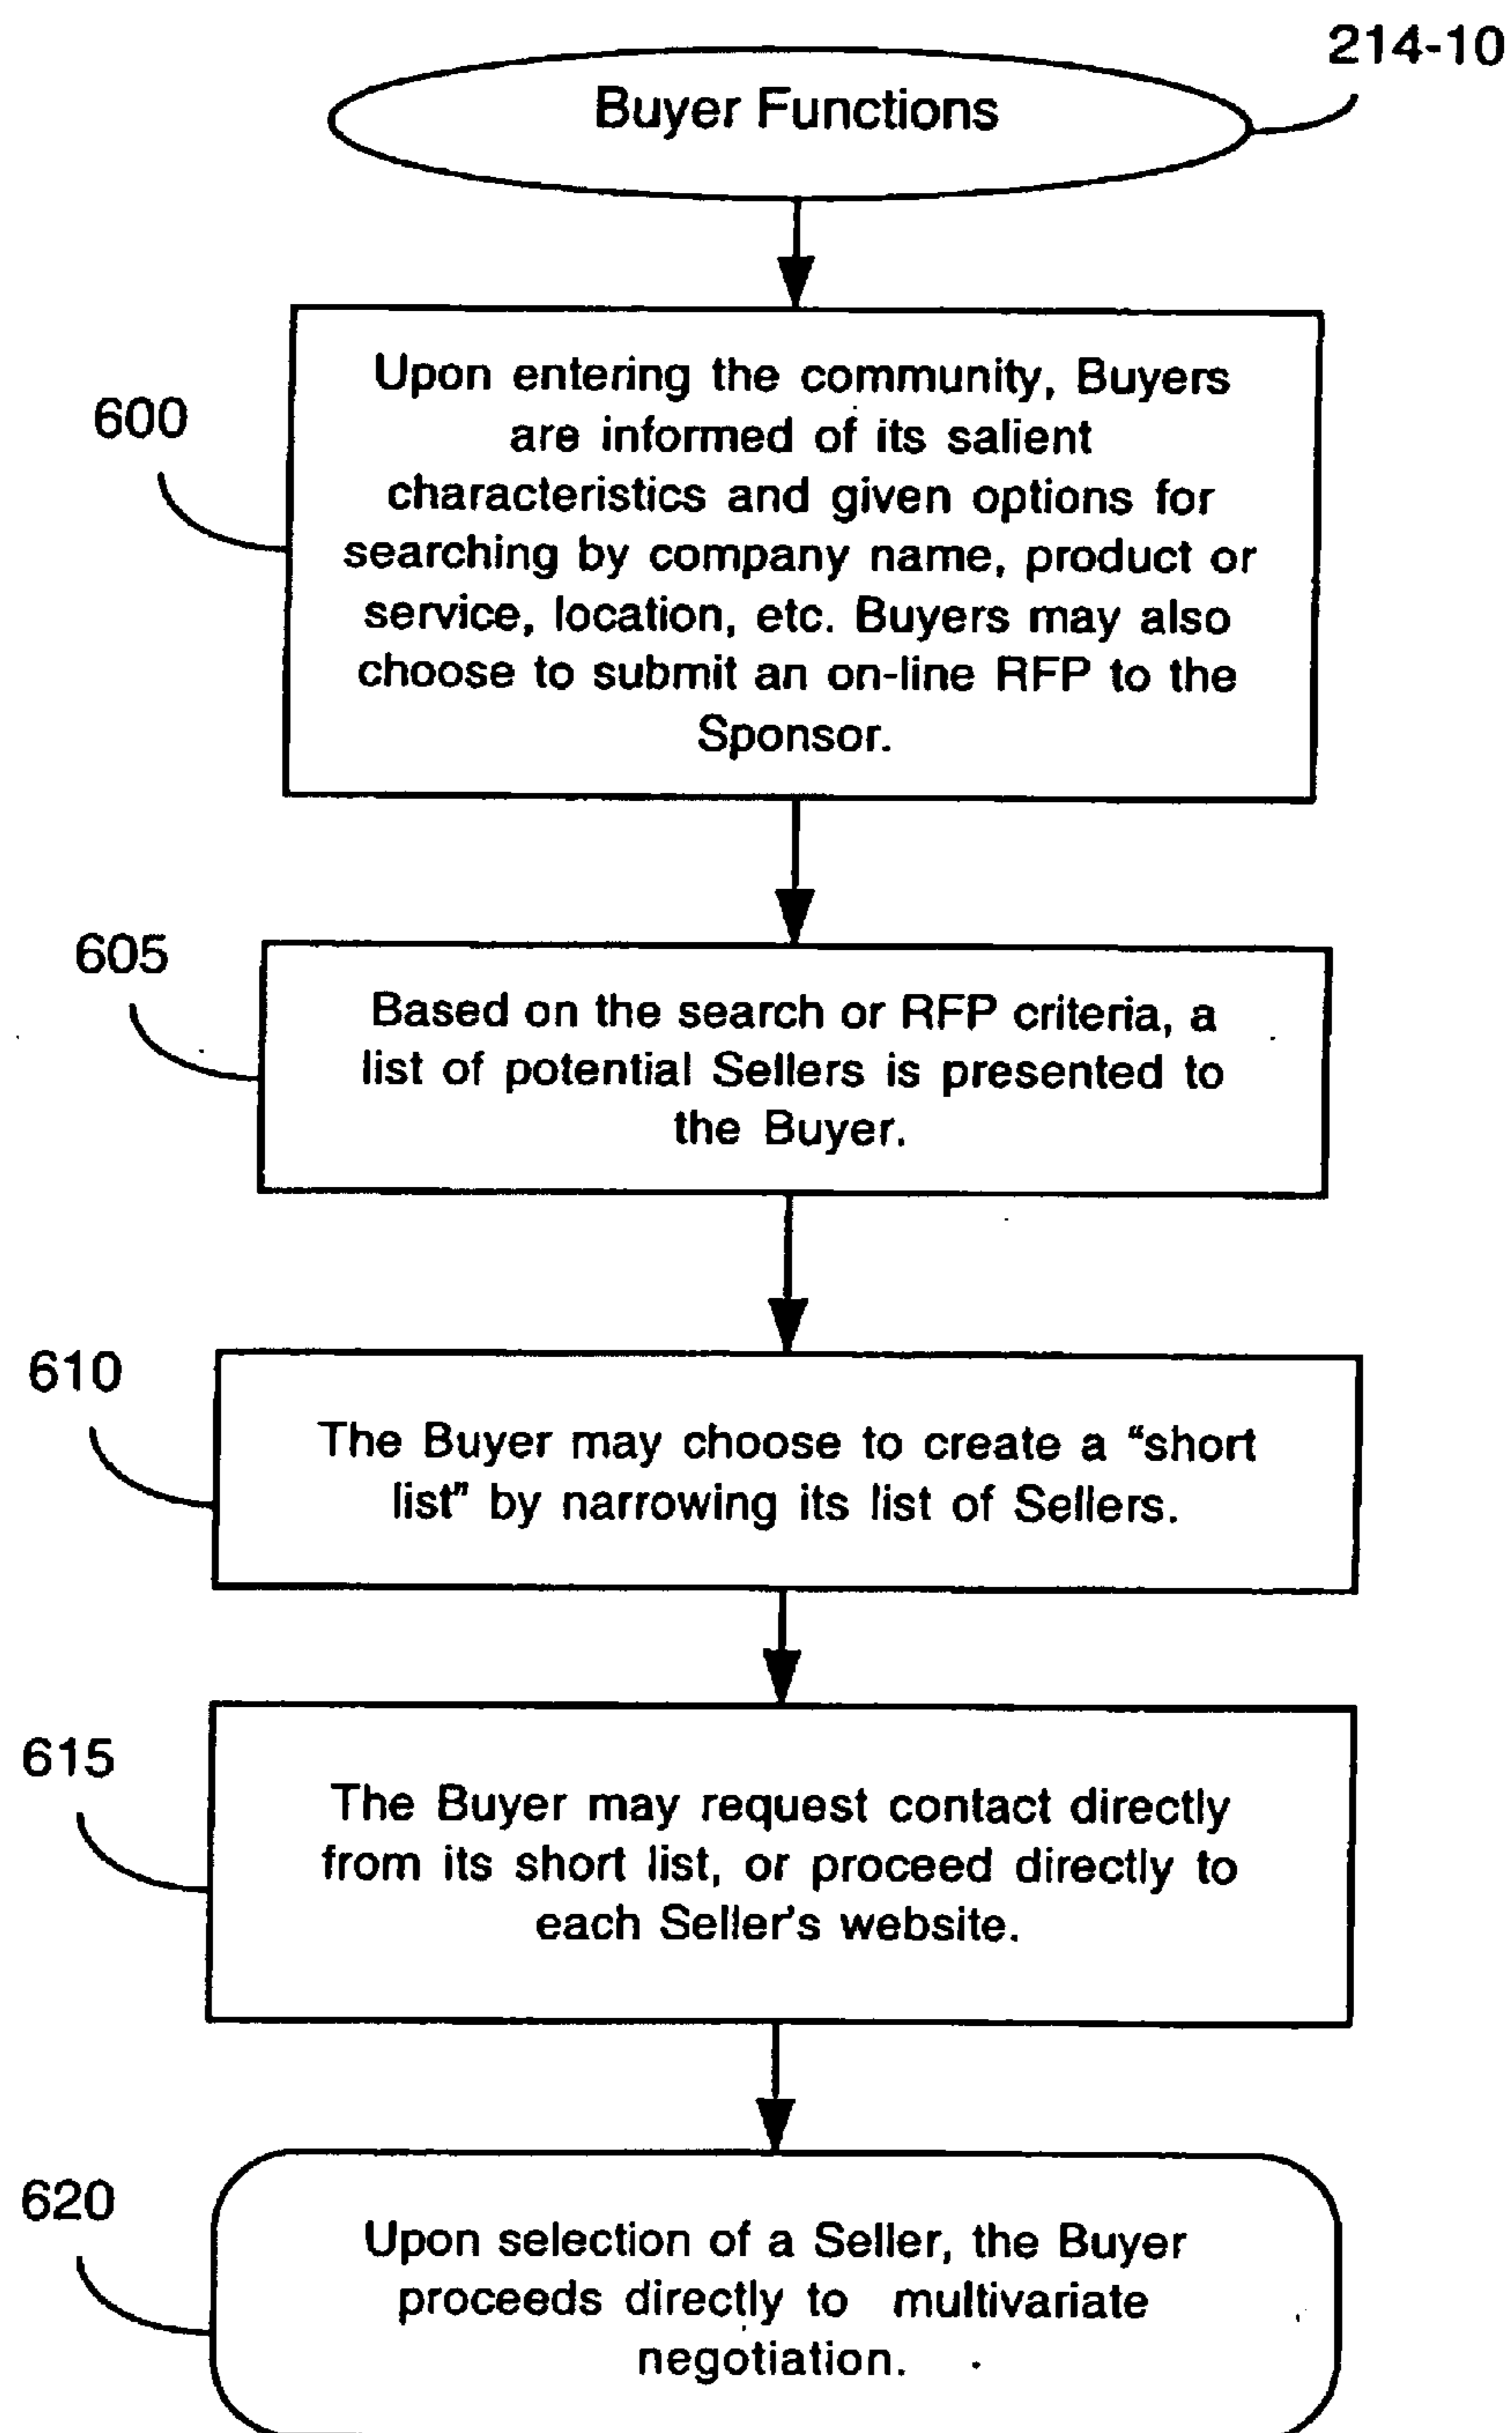 214-10
Buyer Functions
600
Upon entering the community, Buyers
are informed of its salient
characteristics and given options for
searching by company name, product or
service, location, etc. Buyers may also
choose to submit an on-line RFP to the
Sponsor.
605
Based on the search or RFP criteria, a
list of potential Sellers is presented to
the Buyer.
610
The Buyer may choose to create a “short
list” by narrowing its list of Sellers.
615
The Buyer may request contact directly
from its short list, or proceed directly to
each Seller's website.
620
Upon selection of a Seller, the Buyer
proceeds directly to multivariate
negotiation.